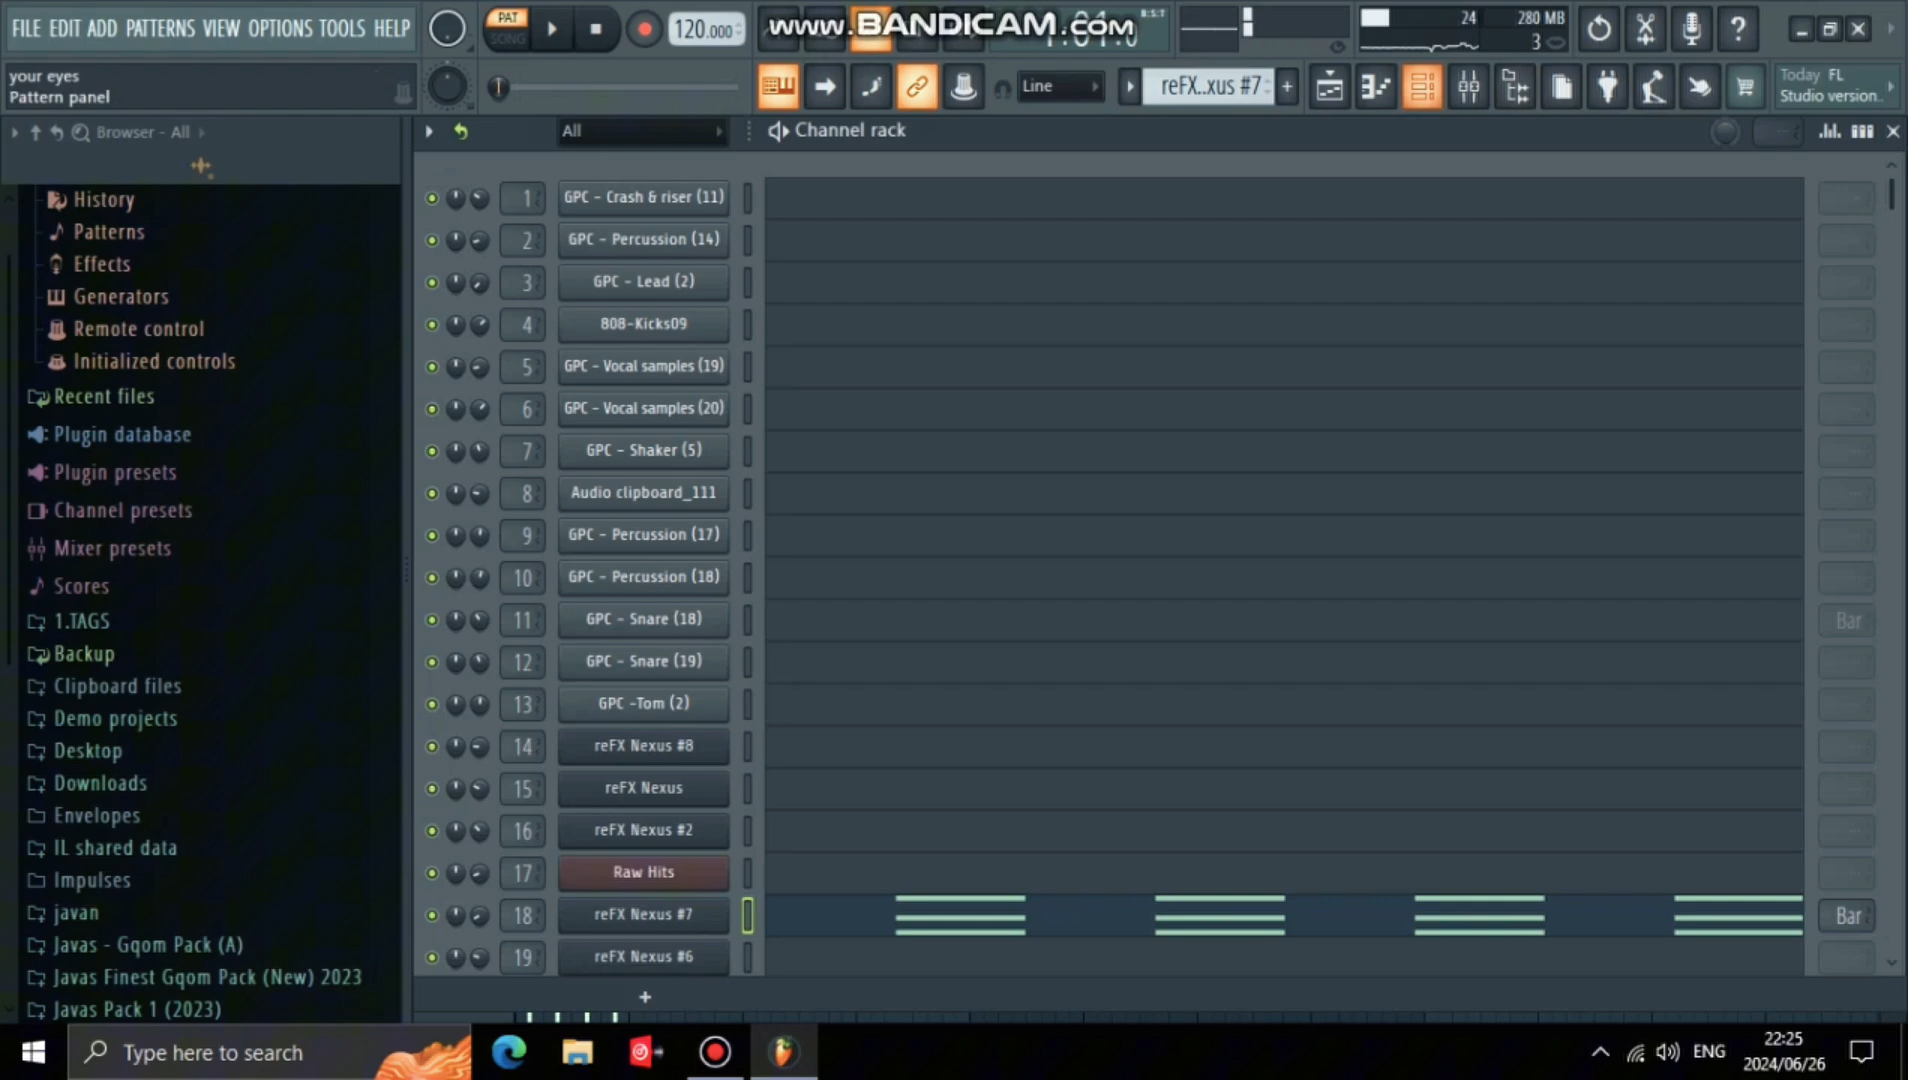 FILE EDIT ADD PATTERNS VIEW OPTIONS TOOLS HELP
PAT
SONG
120.000
www.BANDICAM.com
B:S:T
24
280 MB
3
your eyes
Pattern panel
Line
reFX..xus #7
Today FL
Studio version..
Browser - All
All
Channel rack
History
Patterns
Effects
Generators
Remote control
Initialized controls
Recent files
Plugin database
Plugin presets
Channel presets
Mixer presets
Scores
1.TAGS
Backup
Clipboard files
Demo projects
Desktop
Downloads
Envelopes
IL shared data
Impulses
javan
Javas - Gqom Pack (A)
Javas Finest Gqom Pack (New) 2023
Javas Pack 1 (2023)
1 GPC - Crash & riser (11)
2 GPC - Percussion (14)
3 GPC - Lead (2)
4 808-Kicks09
5 GPC - Vocal samples (19)
6 GPC - Vocal samples (20)
7 GPC - Shaker (5)
8 Audio clipboard_111
9 GPC - Percussion (17)
10 GPC - Percussion (18)
11 GPC - Snare (18) Bar
12 GPC - Snare (19)
13 GPC -Tom (2)
14 reFX Nexus #8
15 reFX Nexus
16 reFX Nexus #2
17 Raw Hits
18 reFX Nexus #7 Bar
19 reFX Nexus #6
+
Type here to search
ENG
22:25
2024/06/26